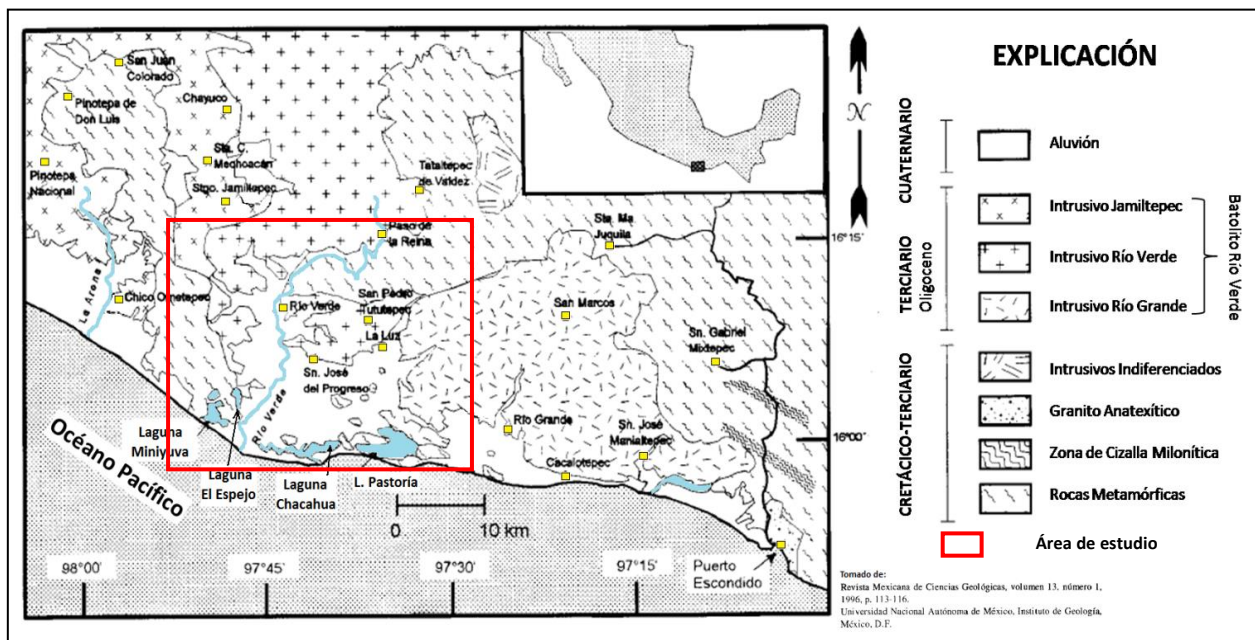 San Juan
Colorado
Pinotepa de
Don Luis
Chayuco
Pinotepa
Nacional
Sta. C.
Mechoacán
Stgo. Jamiltepec
Tataltepec
de Valdez
Paso de
la Reina
Sta. Ma
Juquila
La Arena
Chico Ometepec
Río Verde
San Pedro
Tututepec
La Luz
Sn. José
del Progreso
San Marcos
Sn. Gabriel
Mixtepec
Río Verde
Río Grande
Sn. José
Manialtepec
Cacalotepec
Océano Pacífico
Laguna
Miniyuva
Laguna
El Espejo
Laguna
Chacahua
L. Pastoría
0 10 km
Puerto
Escondido
98°00'
97°45'
97°30'
97°15'
16°15'
16°00'
N
EXPLICACIÓN
CUATERNARIO
Aluvión
TERCIARIO
Oligoceno
Intrusivo Jamiltepec
Intrusivo Río Verde
Intrusivo Río Grande
Batolito Río Verde
CRETÁCICO-TERCIARIO
Intrusivos Indiferenciados
Granito Anatexítico
Zona de Cizalla Milonítica
Rocas Metamórficas
Área de estudio
Tomado de:
Revista Mexicana de Ciencias Geológicas, volumen 13, número 1,
1996, p. 113-116.
Universidad Nacional Autónoma de México, Instituto de Geología,
México, D.F.